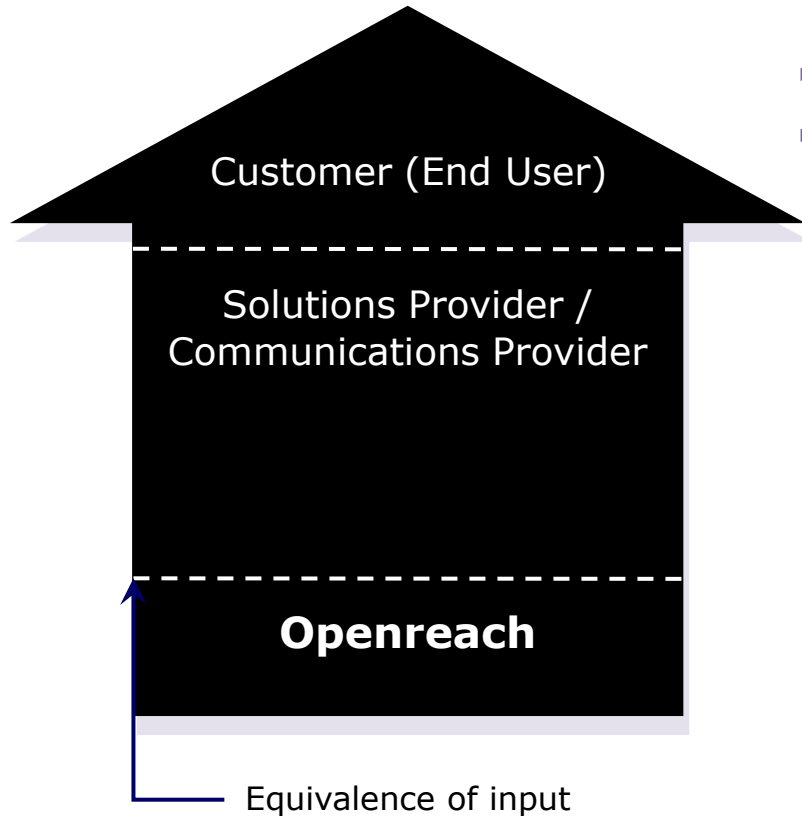 Customer (End User)
Solutions Provider /
Communications Provider
Openreach
Equivalence of input